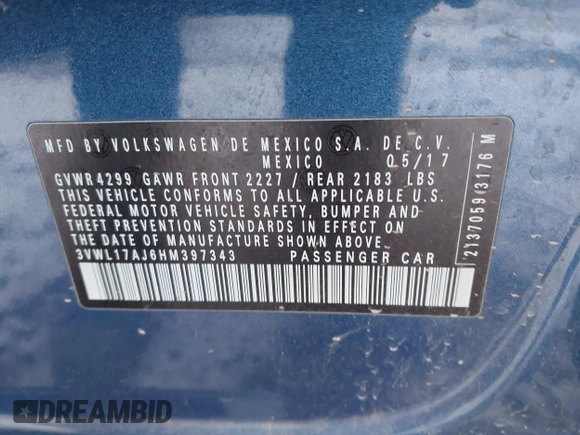 MFD BY VOLKSWAGEN DE MEXICO S.A. DE C.V.
MEXICO 05/17
GVWR4299 GAWR FRONT 2227 / REAR 2183 LBS
THIS VEHICLE CONFORMS TO ALL APPLICABLE U.S.
FEDERAL MOTOR VEHICLE SAFETY, BUMPER AND
THEFT PREVENTION STANDARDS IN EFFECT ON
THE DATE OF MANUFACTURE SHOWN ABOVE.
3VWL17AJ6HM397343 PASSENGER CAR
2137059 3176 M
DREAMBID